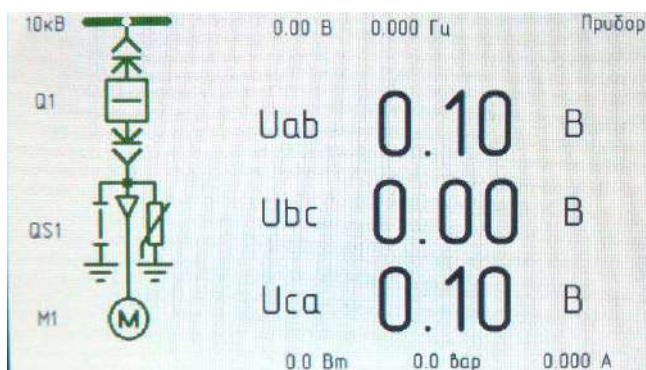 10кВ 0.00 В 0.000 Гц Прибор
Q1
Uab 0.10 В
QS1
Ubc 0.00 В
M1
M
Uca 0.10 В
0.0 Вт 0.0 вар 0.000 А